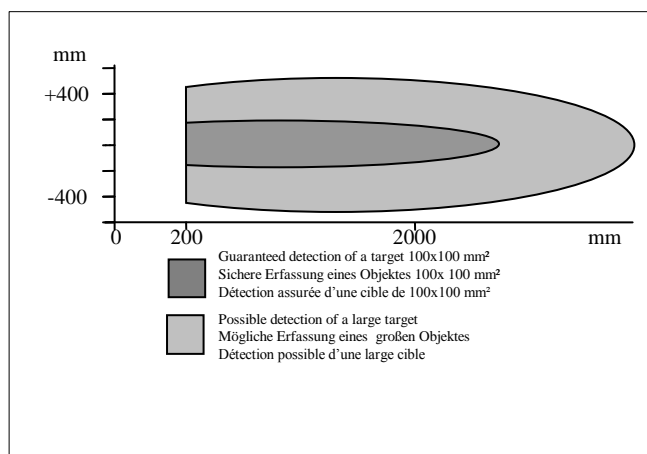 mm
+400
-400
0 200 2000 mm
Guaranteed detection of a target 100x100 mm²
Sichere Erfassung eines Objektes 100x 100 mm²
Détection assurée d’une cible de 100x100 mm²
Possible detection of a large target
Mögliche Erfassung eines großen Objektes
Détection possible d’une large cible